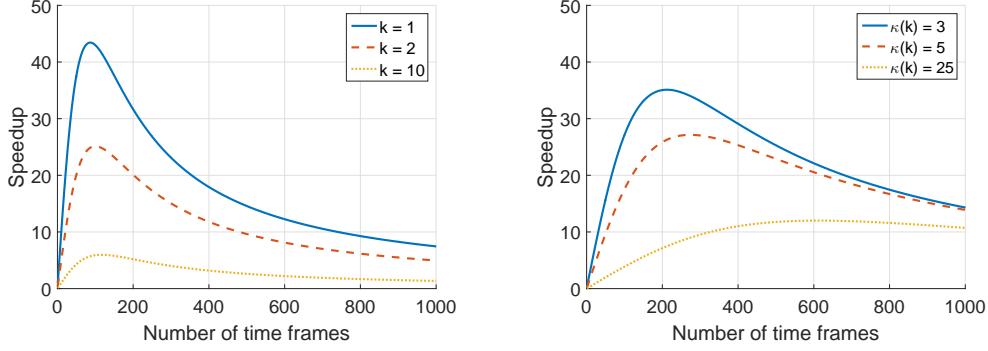 50
40
30
20
10
0
Speedup
0 200 400 600 800 1000
Number of time frames
k = 1
k = 2
k = 10
50
40
30
20
10
0
Speedup
0 200 400 600 800 1000
Number of time frames
κ(k) = 3
κ(k) = 5
κ(k) = 25